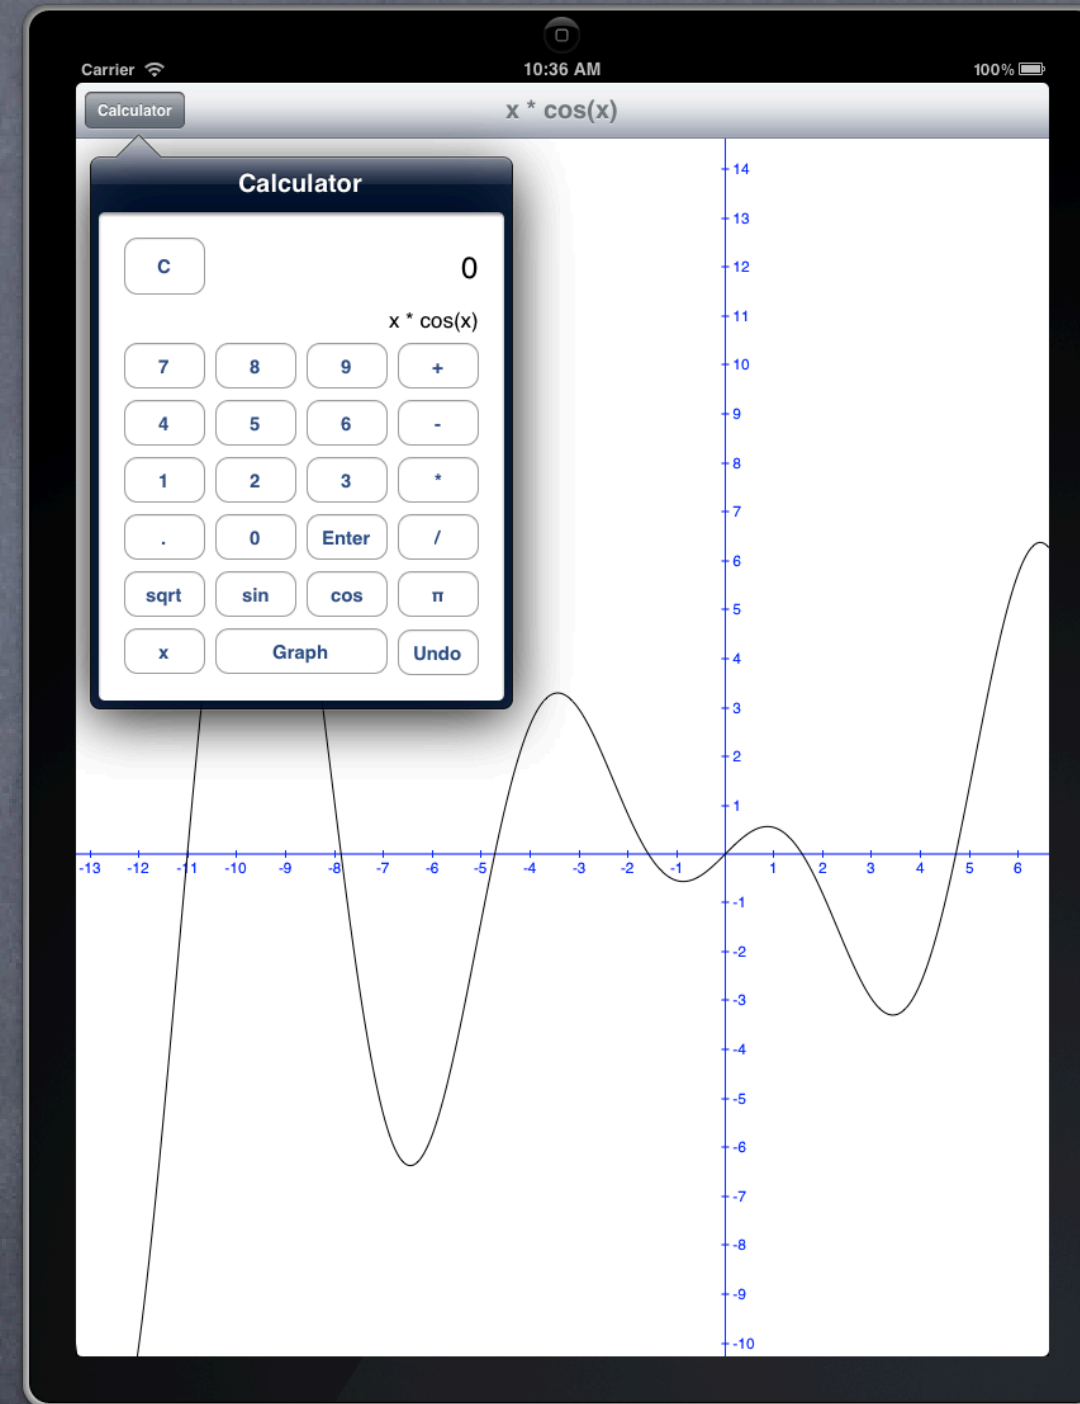 Carrier 10:36 AM 100%
Calculator x * cos(x)
Calculator
C 0
x * cos(x)
7 8 9 +
4 5 6 -
1 2 3 *
. 0 Enter /
sqrt sin cos π
x Graph Undo
14
13
12
11
10
9
8
7
6
5
4
3
2
1
-13 -12 -11 -10 -9 -8 -7 -6 -5 -4 -3 -2 -1 1 2 3 4 5 6
-1
-2
-3
-4
-5
-6
-7
-8
-9
-10